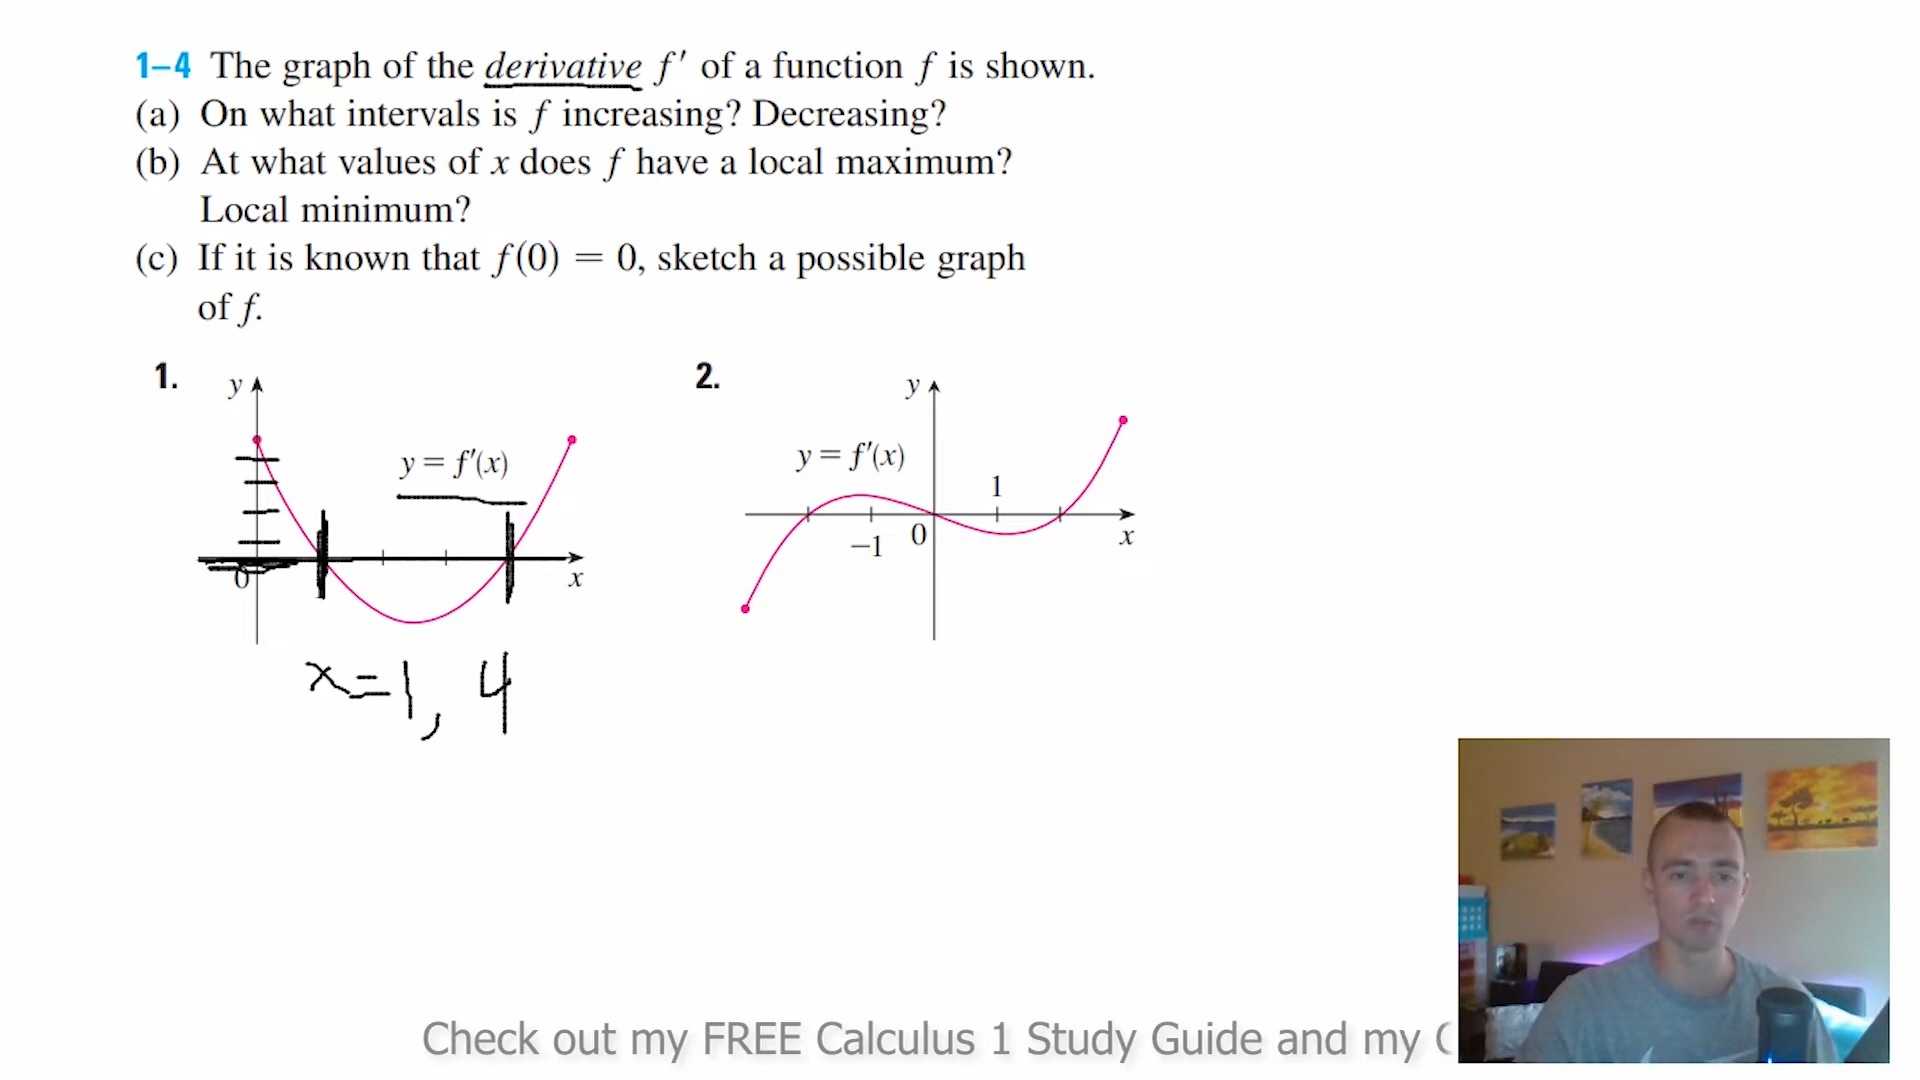 1–4 The graph of the derivative f′ of a function f is shown.
(a) On what intervals is f increasing? Decreasing?
(b) At what values of x does f have a local maximum?
Local minimum?
(c) If it is known that f(0) = 0, sketch a possible graph
of f.
1.
y
y = f′(x)
0
x
x=1, 4
2.
y
y = f′(x)
1
−1
0
x
Check out my FREE Calculus 1 Study Guide and my